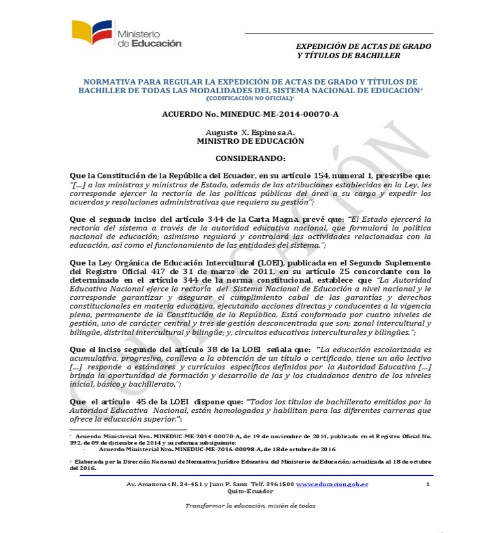 Ministerio
de Educación
EXPEDICIÓN DE ACTAS DE GRADO
Y TÍTULOS DE BACHILLER
NORMATIVA PARA REGULAR LA EXPEDICIÓN DE ACTAS DE GRADO Y TÍTULOS DE
BACHILLER DE TODAS LAS MODALIDADES DEL SISTEMA NACIONAL DE EDUCACIÓN
(CODIFICACIÓN NO OFICIAL)
ACUERDO No. MINEDUC-ME-2014-00070-A
Augusto X. Espinosa A.
MINISTRO DE EDUCACIÓN
CONSIDERANDO:
Que la Constitución de la República del Ecuador, en su artículo 154, numeral 1, prescribe que:
"[...] a las ministras y ministros de Estado, además de las atribuciones establecidas en la Ley, les
corresponde ejercer la rectoría de las políticas públicas del área a su cargo y expedir los
acuerdos y resoluciones administrativas que requiera su gestión";
Que el segundo inciso del artículo 344 de la Carta Magna, prevé que: "El Estado ejercerá la
rectoría del sistema a través de la autoridad educativa nacional, que formulará la política
nacional de educación; asimismo regulará y controlará las actividades relacionadas con la
educación, así como el funcionamiento de las entidades del sistema.";
Que la Ley Orgánica de Educación Intercultural (LOEI), publicada en el Segundo Suplemento
del Registro Oficial 417 de 31 de marzo de 2011, en su artículo 25 concordante con lo
determinado en el artículo 344 de la norma constitucional, establece que "La Autoridad
Educativa Nacional ejerce la rectoría del Sistema Nacional de Educación a nivel nacional y le
corresponde garantizar y asegurar el cumplimiento cabal de las garantías y derechos
constitucionales en materia educativa, ejecutando acciones directas y conducentes a la vigencia
plena, permanente de la Constitución de la República. Está conformada por cuatro niveles de
gestión, uno de carácter central y tres de gestión desconcentrada que son: zonal intercultural y
bilingüe, distrital intercultural y bilingüe; y, circuitos educativos interculturales y bilingües.";
Que el inciso segundo del artículo 38 de la LOEI señala que: "La educación escolarizada es
acumulativa, progresiva, conlleva a la obtención de un título o certificado, tiene un año lectivo
[...] responde a estándares y currículos específicos definidos por la Autoridad Educativa [...]
brinda la oportunidad de formación y desarrollo de las y los ciudadanos dentro de los niveles
inicial, básico y bachillerato.";
Que el artículo 45 de la LOEI dispone que: "Todos los títulos de bachillerato emitidos por la
Autoridad Educativa Nacional, están homologados y habilitan para las diferentes carreras que
ofrece la educación superior.";
Acuerdo Ministerial Nro. MINEDUC-ME-2014-00070-A, de 19 de noviembre de 2014, publicado en el Registro Oficial No.
392, de 09 de diciembre de 2014 y su reforma subsiguiente:
- Acuerdo Ministerial Nro. MINEDUC-ME-2016-00098-A, de 18 de octubre de 2016
Elaborada por la Dirección Nacional de Normativa Jurídico Educativa del Ministerio de Educación; actualizada al 18 de octubre
del 2016.
Av. Amazonas N. 34-451 y Juan P. Sanz Telf. 3961500 www.educacion.gob.ec 1
Quito-Ecuador
Transformar la educación, misión de todos